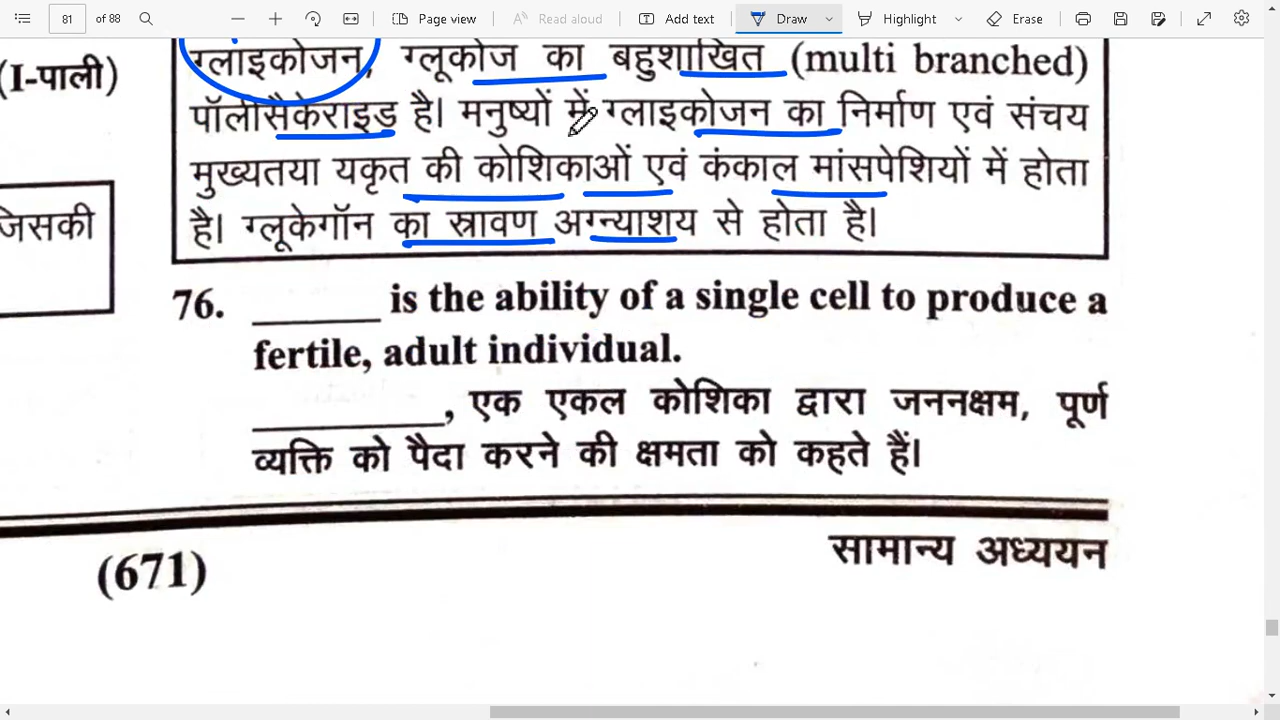 81 of 88 Page view Read aloud Add text Draw Highlight Erase
(I-पाली)
जिसकी
ग्लाइकोजन, ग्लूकोज का बहुशाखित (multi branched)
पॉलीसैकेराइड है। मनुष्यों में ग्लाइकोजन का निर्माण एवं संचय
मुख्यतया यकृत की कोशिकाओं एवं कंकाल मांसपेशियों में होता
है। ग्लूकेगॉन का स्रावण अग्न्याशय से होता है।
76. ______ is the ability of a single cell to produce a
fertile, adult individual.
_________, एक एकल कोशिका द्वारा जननक्षम, पूर्ण
व्यक्ति को पैदा करने की क्षमता को कहते हैं।
(671)
सामान्य अध्ययन